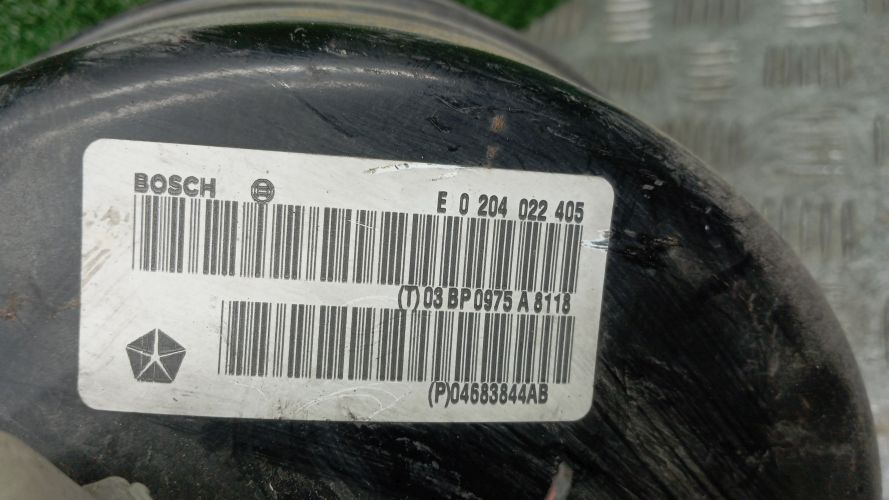 BOSCH
E 0 204 022 405
(T) 03 BP 0975 A 8118
(P)04683844AB